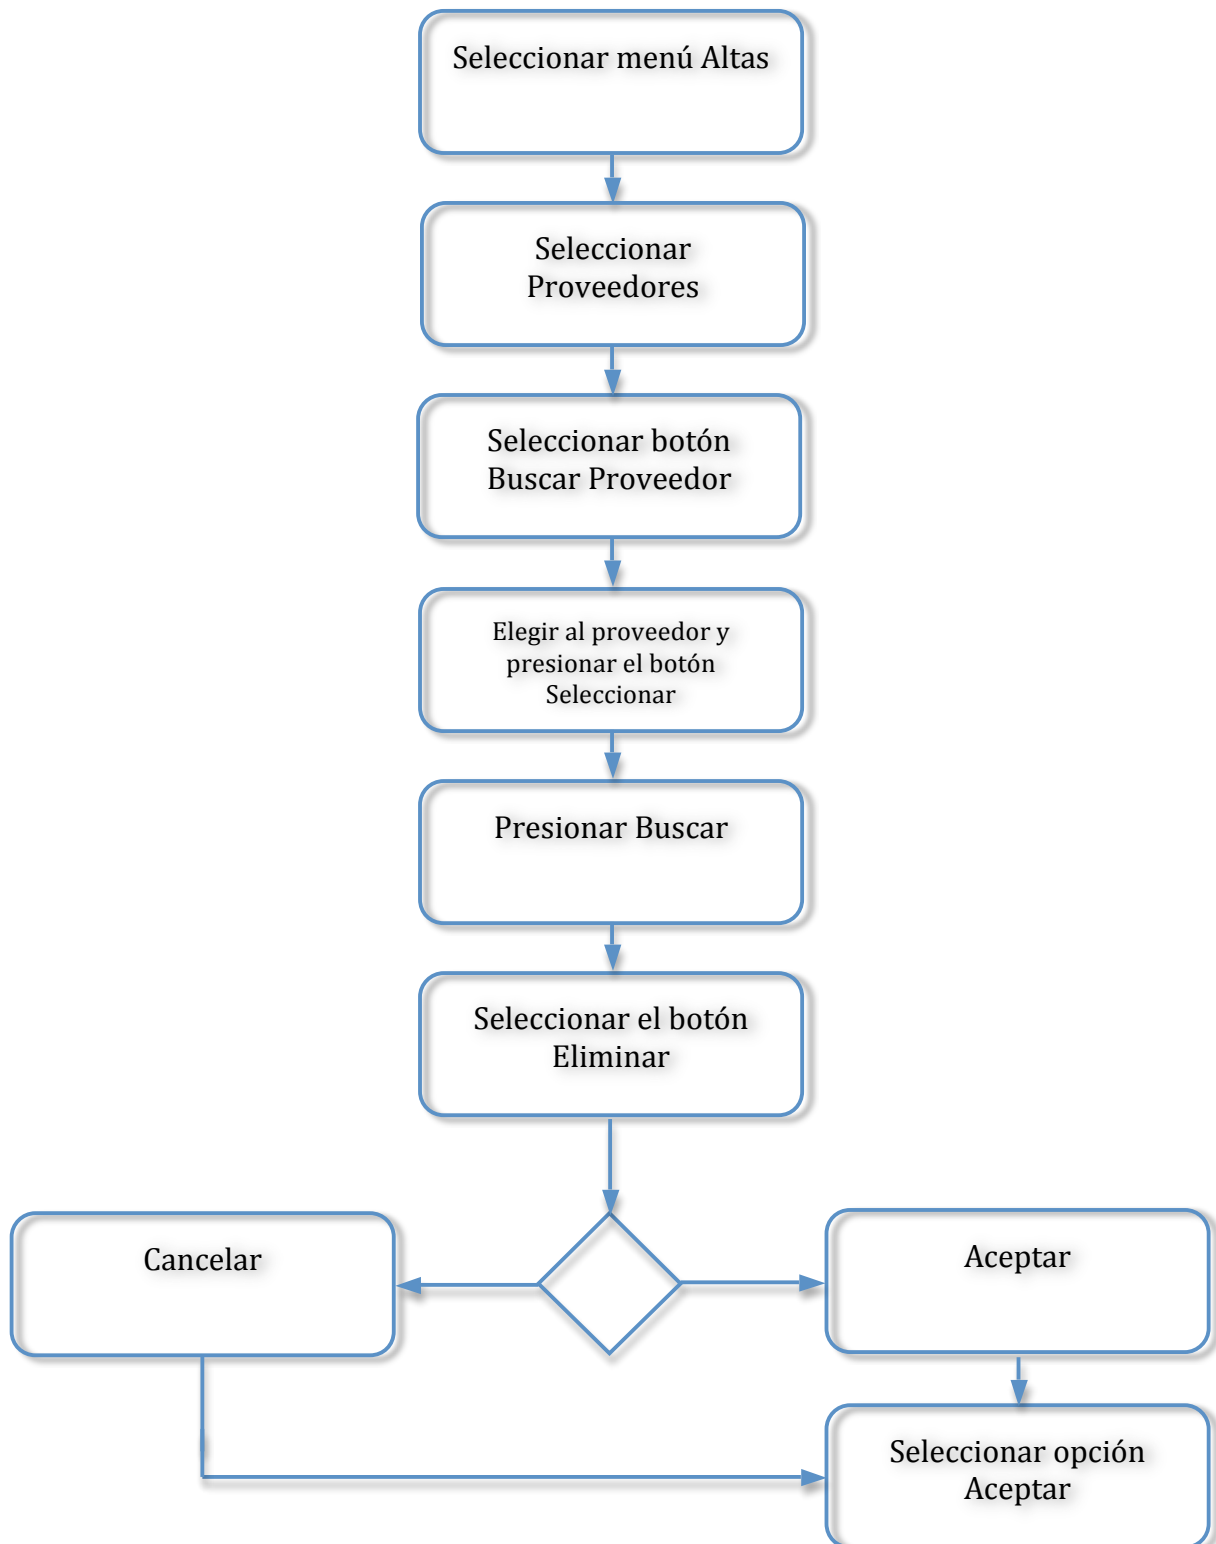 Seleccionar menú Altas
Seleccionar
Proveedores
Seleccionar botón
Buscar Proveedor
Elegir al proveedor y
presionar el botón
Seleccionar
Presionar Buscar
Seleccionar el botón
Eliminar
Cancelar
Aceptar
Seleccionar opción
Aceptar